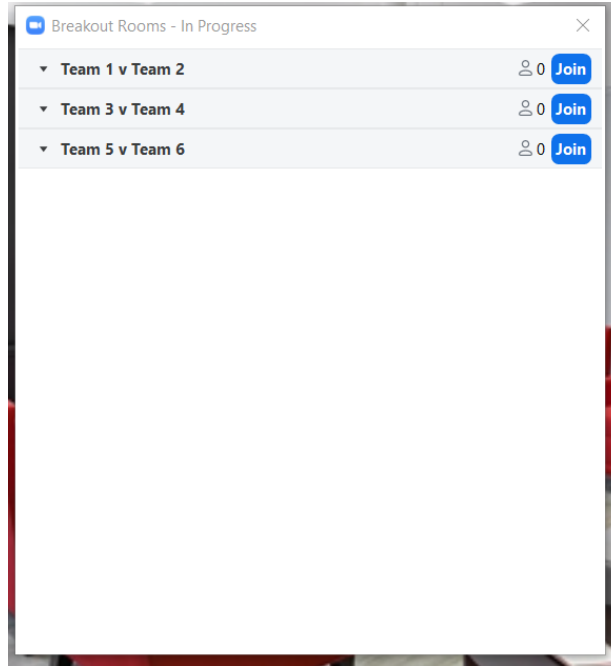 Breakout Rooms - In Progress
Team 1 v Team 2 0 Join
Team 3 v Team 4 0 Join
Team 5 v Team 6 0 Join